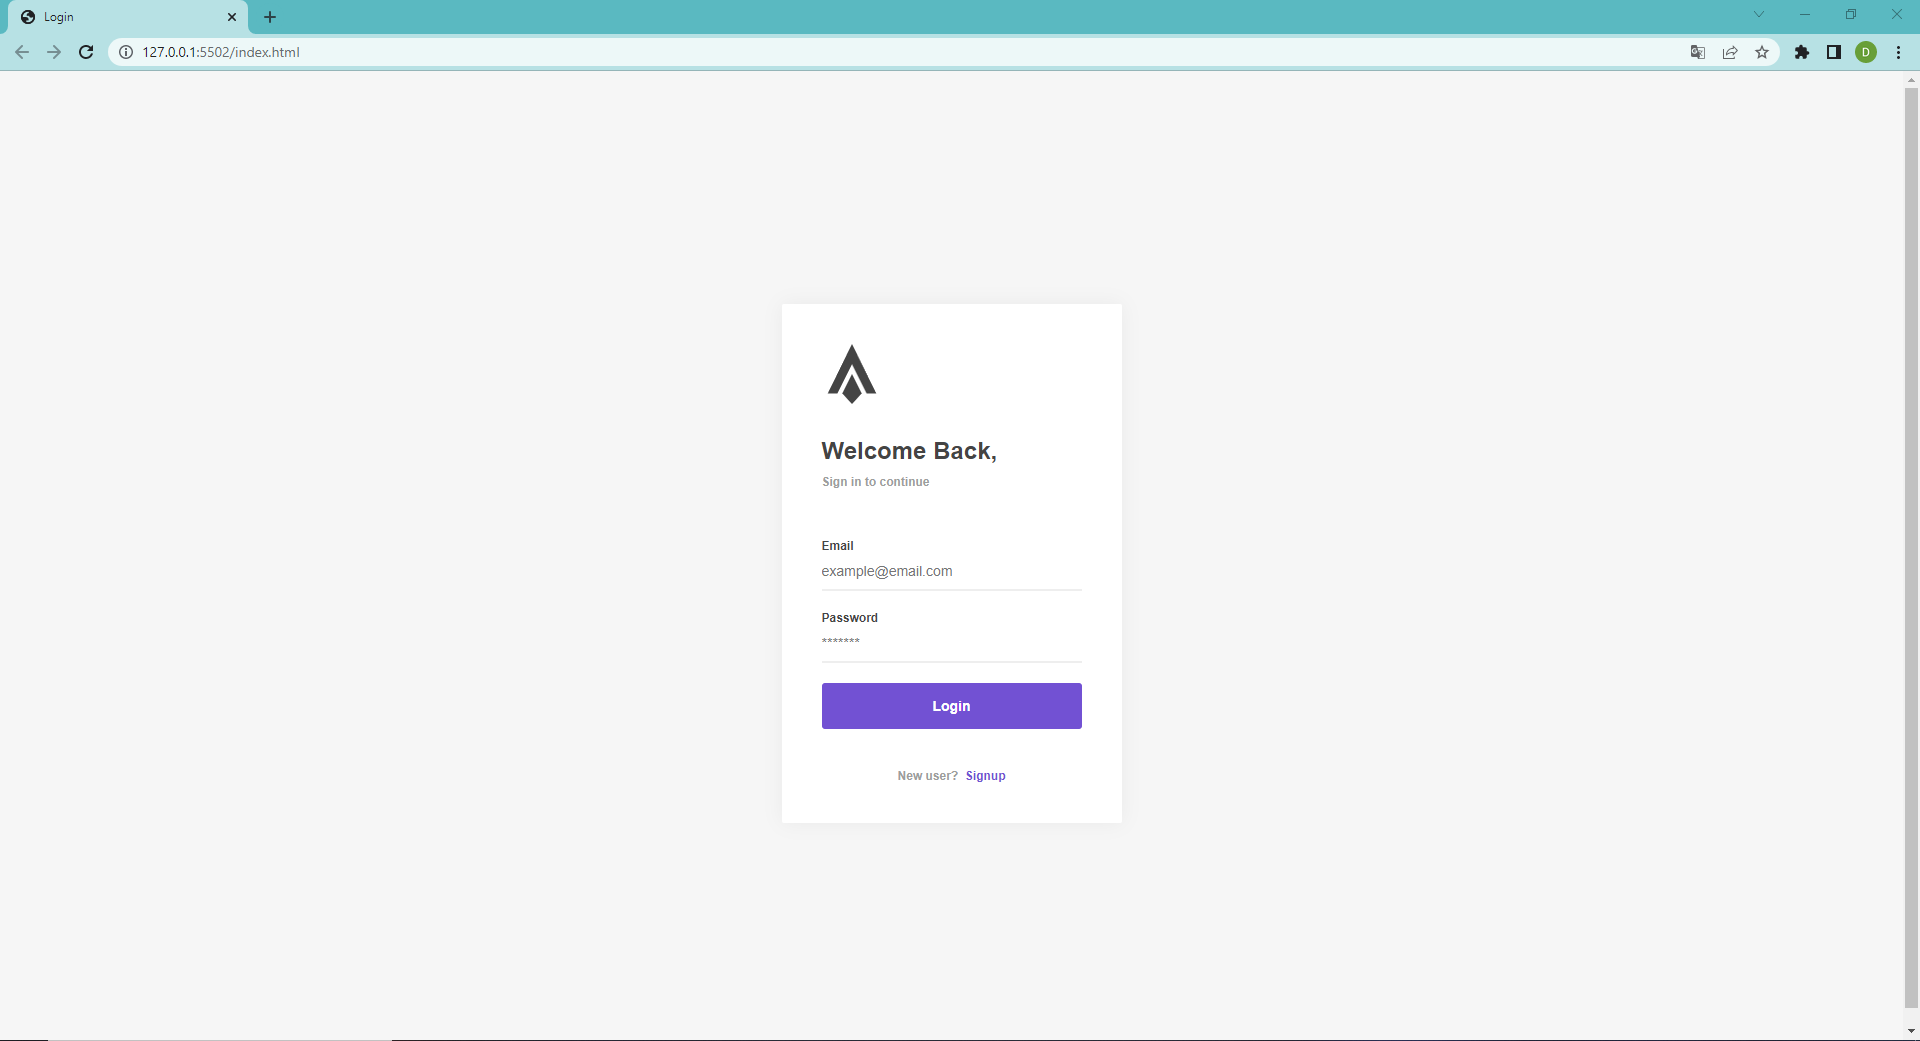 Login
127.0.0.1:5502/index.html
D
Welcome Back,
Sign in to continue
Email
example@email.com
Password
*******
Login
New user? Signup